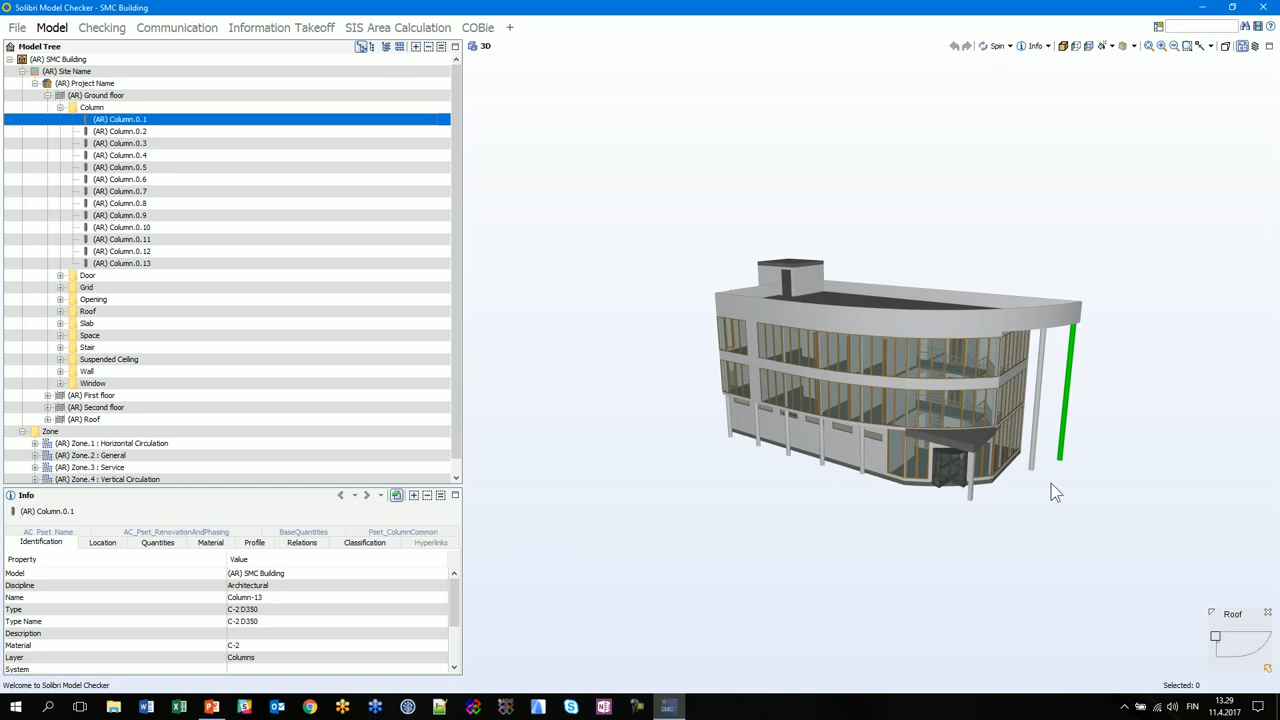 Solibri Model Checker - SMC Building
File Model Checking Communication Information Takeoff SIS Area Calculation COBie +
Model Tree
3D
Spin
Info
(AR) SMC Building
(AR) Site Name
(AR) Project Name
(AR) Ground floor
Column
(AR) Column.0.1
(AR) Column.0.2
(AR) Column.0.3
(AR) Column.0.4
(AR) Column.0.5
(AR) Column.0.6
(AR) Column.0.7
(AR) Column.0.8
(AR) Column.0.9
(AR) Column.0.10
(AR) Column.0.11
(AR) Column.0.12
(AR) Column.0.13
Door
Grid
Opening
Roof
Slab
Space
Stair
Suspended Ceiling
Wall
Window
(AR) First floor
(AR) Second floor
(AR) Roof
Zone
(AR) Zone.1 : Horizontal Circulation
(AR) Zone.2 : General
(AR) Zone.3 : Service
(AR) Zone.4 : Vertical Circulation
Info
(AR) Column.0.1
AC_Pset_Name AC_Pset_RenovationAndPhasing BaseQuantities Pset_ColumnCommon
Identification Location Quantities Material Profile Relations Classification Hyperlinks
Property Value
Model (AR) SMC Building
Discipline Architectural
Name Column-13
Type C-2 D350
Type Name C-2 D350
Description
Material C-2
Layer Columns
System
Roof
Welcome to Solibri Model Checker
Selected: 0
FIN
13.29
11.4.2017
SMC